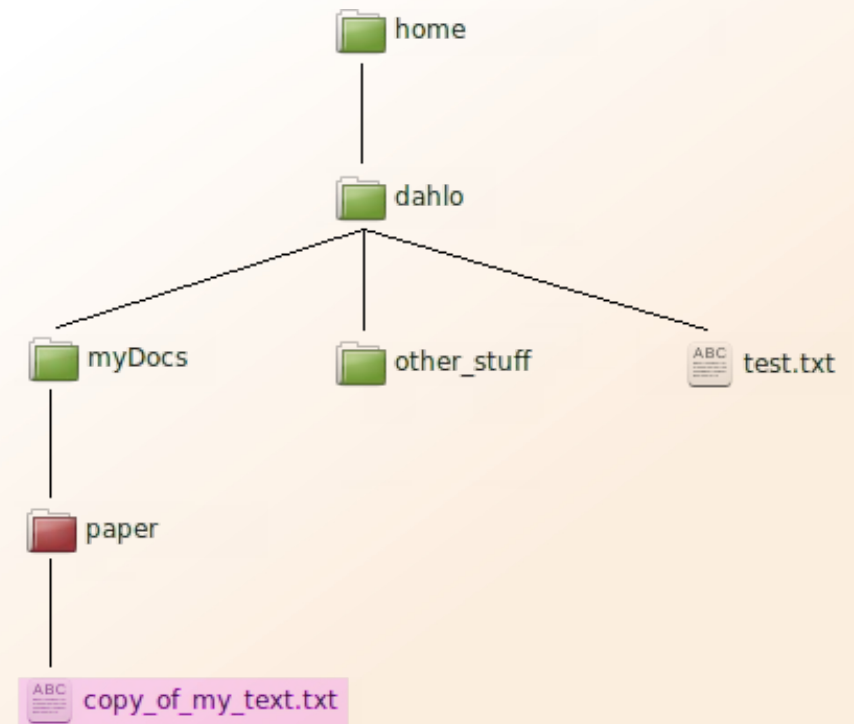 home
dahlo
myDocs
other_stuff
ABC
test.txt
paper
ABC
copy_of_my_text.txt